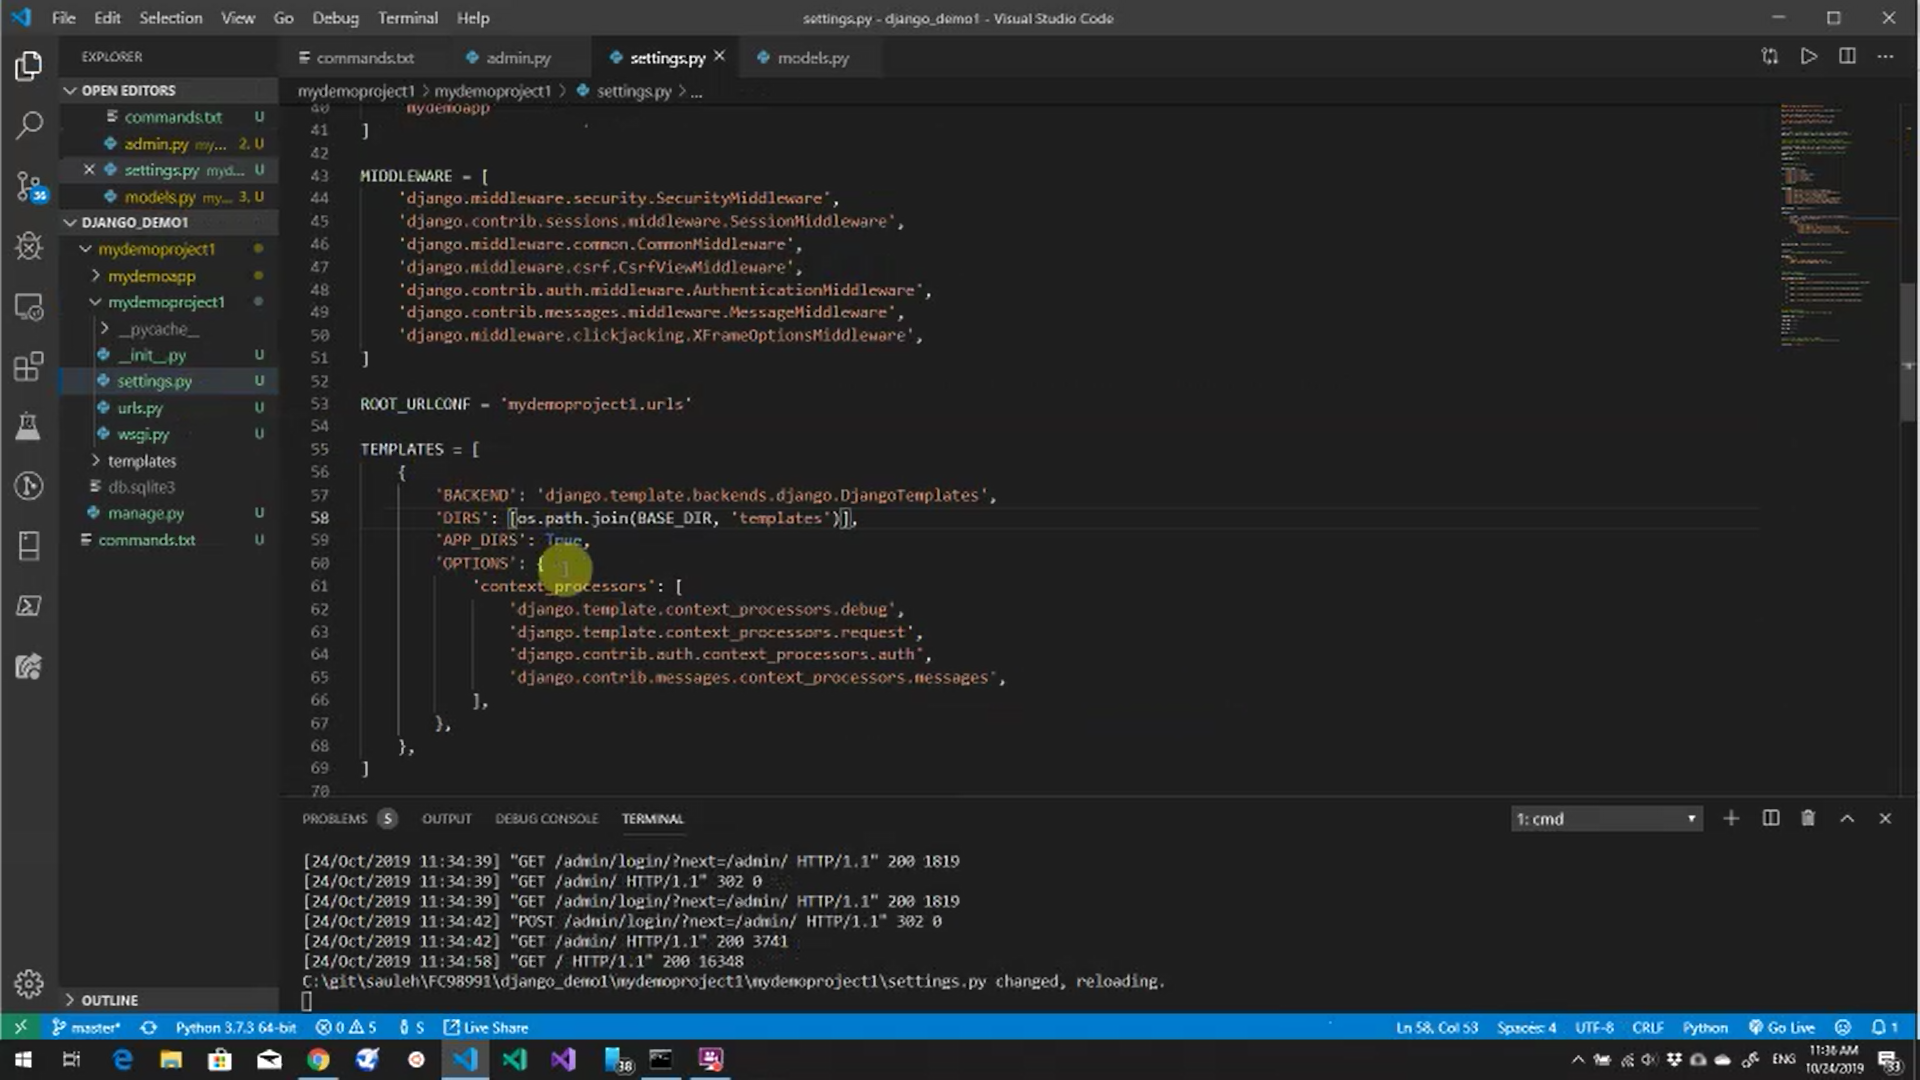 File Edit Selection View Go Debug Terminal Help
settings.py - django_demo1 - Visual Studio Code
EXPLORER
commands.txt
admin.py
settings.py
models.py
mydemoproject1 > mydemoproject1 > settings.py > ...
OPEN EDITORS
commands.txt U
admin.py my... 2, U
settings.py myd... U
models.py my... 3, U
DJANGO_DEMO1
mydemoproject1
mydemoapp
mydemoproject1
__pycache__
__init__.py U
settings.py U
urls.py U
wsgi.py U
templates
db.sqlite3
manage.py U
commands.txt U
OUTLINE
36
40 'mydemoapp
41 ]
42
43 MIDDLEWARE = [
44 'django.middleware.security.SecurityMiddleware',
45 'django.contrib.sessions.middleware.SessionMiddleware',
46 'django.middleware.common.CommonMiddleware',
47 'django.middleware.csrf.CsrfViewMiddleware',
48 'django.contrib.auth.middleware.AuthenticationMiddleware',
49 'django.contrib.messages.middleware.MessageMiddleware',
50 'django.middleware.clickjacking.XFrameOptionsMiddleware',
51 ]
52
53 ROOT_URLCONF = 'mydemoproject1.urls'
54
55 TEMPLATES = [
56 {
57 'BACKEND': 'django.template.backends.django.DjangoTemplates',
58 'DIRS': [os.path.join(BASE_DIR, 'templates')],
59 'APP_DIRS': True,
60 'OPTIONS': {
61 'context_processors': [
62 'django.template.context_processors.debug',
63 'django.template.context_processors.request',
64 'django.contrib.auth.context_processors.auth',
65 'django.contrib.messages.context_processors.messages',
66 ],
67 },
68 },
69 ]
70
PROBLEMS 5 OUTPUT DEBUG CONSOLE TERMINAL
1: cmd
[24/Oct/2019 11:34:39] "GET /admin/login/?next=/admin/ HTTP/1.1" 200 1819
[24/Oct/2019 11:34:39] "GET /admin/ HTTP/1.1" 302 0
[24/Oct/2019 11:34:39] "GET /admin/login/?next=/admin/ HTTP/1.1" 200 1819
[24/Oct/2019 11:34:42] "POST /admin/login/?next=/admin/ HTTP/1.1" 302 0
[24/Oct/2019 11:34:42] "GET /admin/ HTTP/1.1" 200 3741
[24/Oct/2019 11:34:58] "GET / HTTP/1.1" 200 16348
C:\git\sauleh\FC98991\django_demo1\mydemoproject1\mydemoproject1\settings.py changed, reloading.
master* Python 3.7.3 64-bit 0 5 S Live Share
Ln 58, Col 53 Spaces: 4 UTF-8 CRLF Python Go Live 1
38
ENG
11:36 AM
10/24/2019
33